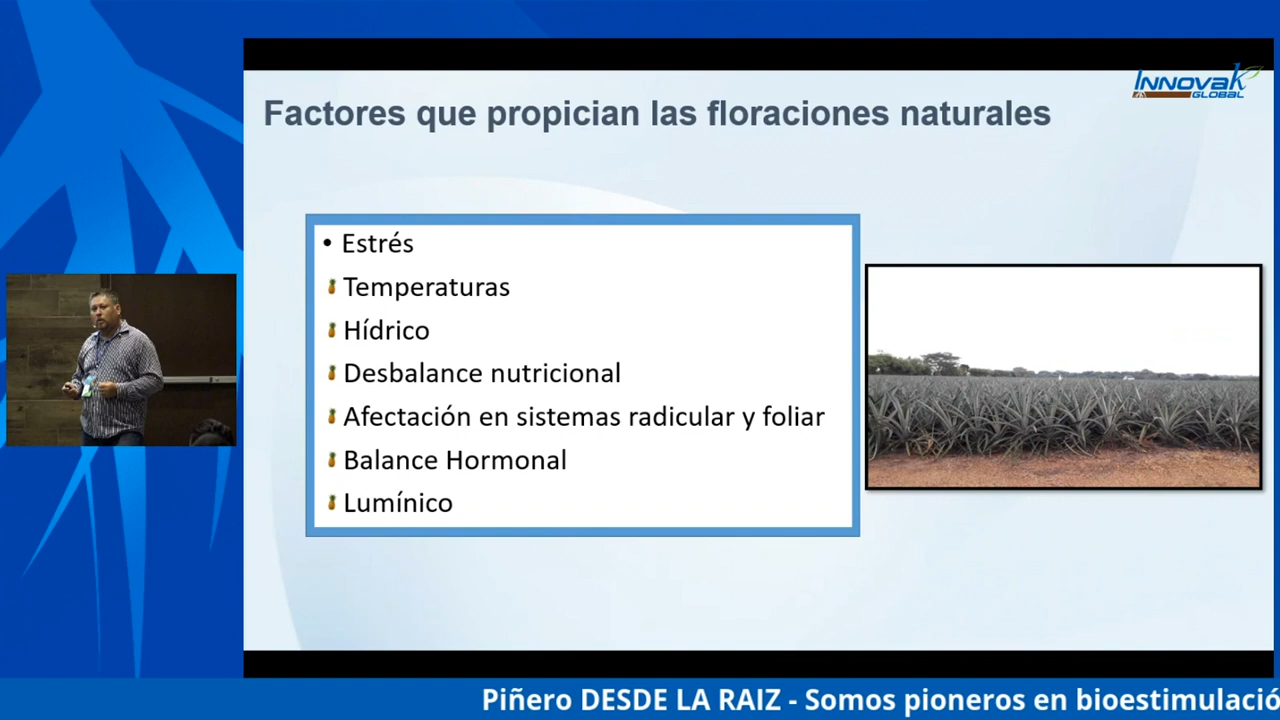 INNOVAK
GLOBAL
Factores que propician las floraciones naturales
• Estrés
Temperaturas
Hídrico
Desbalance nutricional
Afectación en sistemas radicular y foliar
Balance Hormonal
Lumínico
Piñero DESDE LA RAIZ - Somos pioneros en bioestimulació